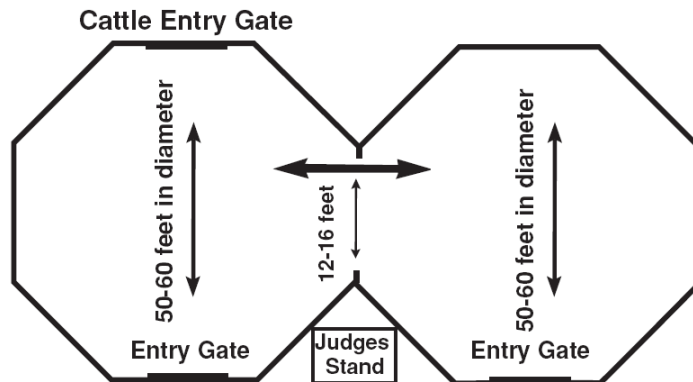 Cattle Entry Gate
50-60 feet in diameter
12-16 feet
50-60 feet in diameter
Entry Gate
Judges
Stand
Entry Gate